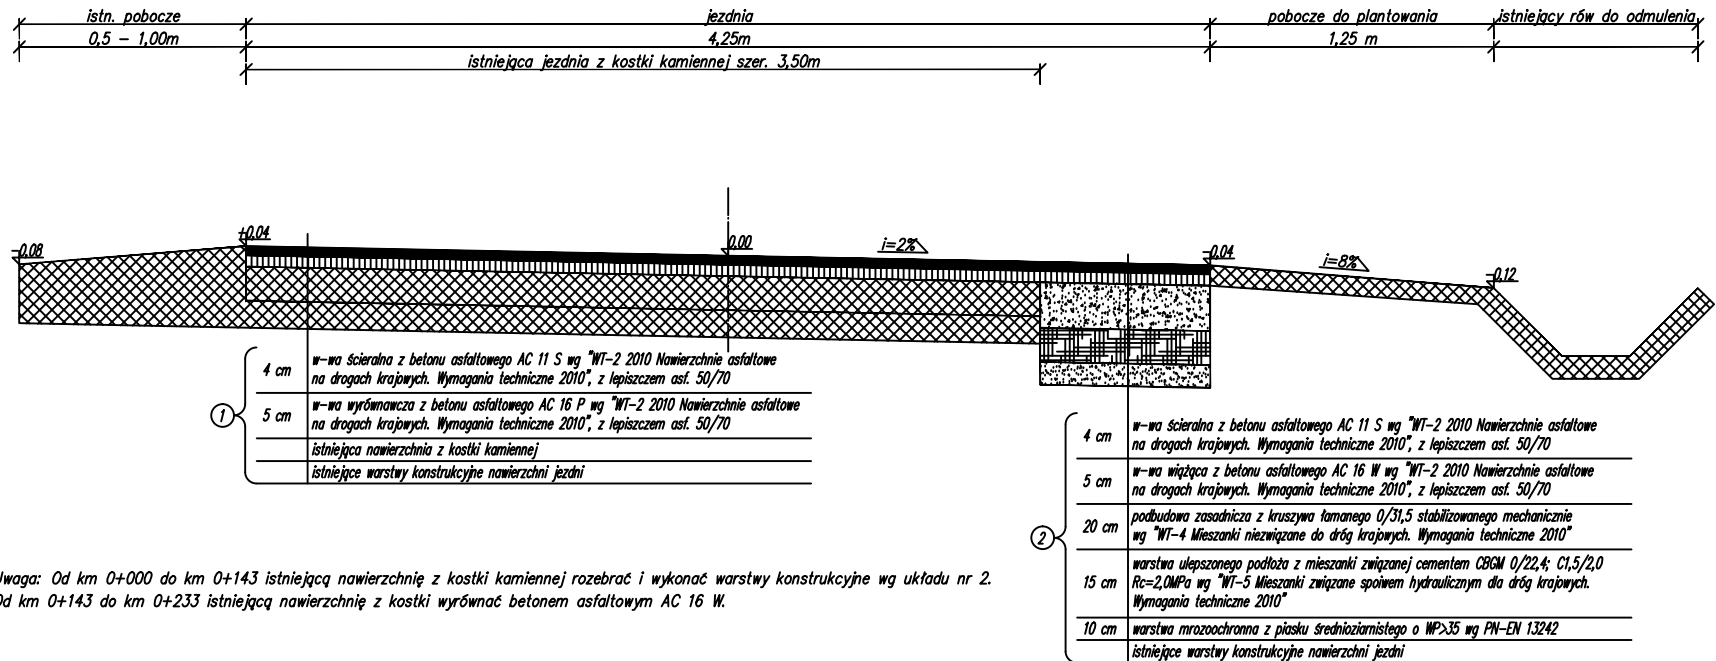 istn. pobocze
jezdnia
pobocze do plantowania
istniejący rów do odmulenia
0,5 - 1,00m
4,25m
1,25 m
istniejąca jezdnia z kostki kamiennej szer. 3,50m
-0,08
+0,04
0,00
i=2%
-0,04
i=8%
-0,12
1
4 cm
w-wa ścieralna z betonu asfaltowego AC 11 S wg "WT-2 2010 Nawierzchnie asfaltowe
na drogach krajowych. Wymagania techniczne 2010", z lepiszczem asf. 50/70
5 cm
w-wa wyrównawcza z betonu asfaltowego AC 16 P wg "WT-2 2010 Nawierzchnie asfaltowe
na drogach krajowych. Wymagania techniczne 2010", z lepiszczem asf. 50/70
istniejąca nawierzchnia z kostki kamiennej
istniejące warstwy konstrukcyjne nawierzchni jezdni
2
4 cm
w-wa ścieralna z betonu asfaltowego AC 11 S wg "WT-2 2010 Nawierzchnie asfaltowe
na drogach krajowych. Wymagania techniczne 2010", z lepiszczem asf. 50/70
5 cm
w-wa wiążąca z betonu asfaltowego AC 16 W wg "WT-2 2010 Nawierzchnie asfaltowe
na drogach krajowych. Wymagania techniczne 2010", z lepiszczem asf. 50/70
20 cm
podbudowa zasadnicza z kruszywa łamanego 0/31,5 stabilizowanego mechanicznie
wg "WT-4 Mieszanki niezwiązane do dróg krajowych. Wymagania techniczne 2010"
15 cm
warstwa ulepszonego podłoża z mieszanki związanej cementem CBGM 0/22,4; C1,5/2,0
Rc=2,0MPa wg "WT-5 Mieszanki związane spoiwem hydraulicznym dla dróg krajowych.
Wymagania techniczne 2010"
10 cm
warstwa mrozoochronna z piasku średnioziarnistego o WP>35 wg PN-EN 13242
istniejące warstwy konstrukcyjne nawierzchni jezdni
Uwaga: Od km 0+000 do km 0+143 istniejącą nawierzchnię z kostki kamiennej rozebrać i wykonać warstwy konstrukcyjne wg układu nr 2.
Od km 0+143 do km 0+233 istniejącą nawierzchnię z kostki wyrównać betonem asfaltowym AC 16 W.